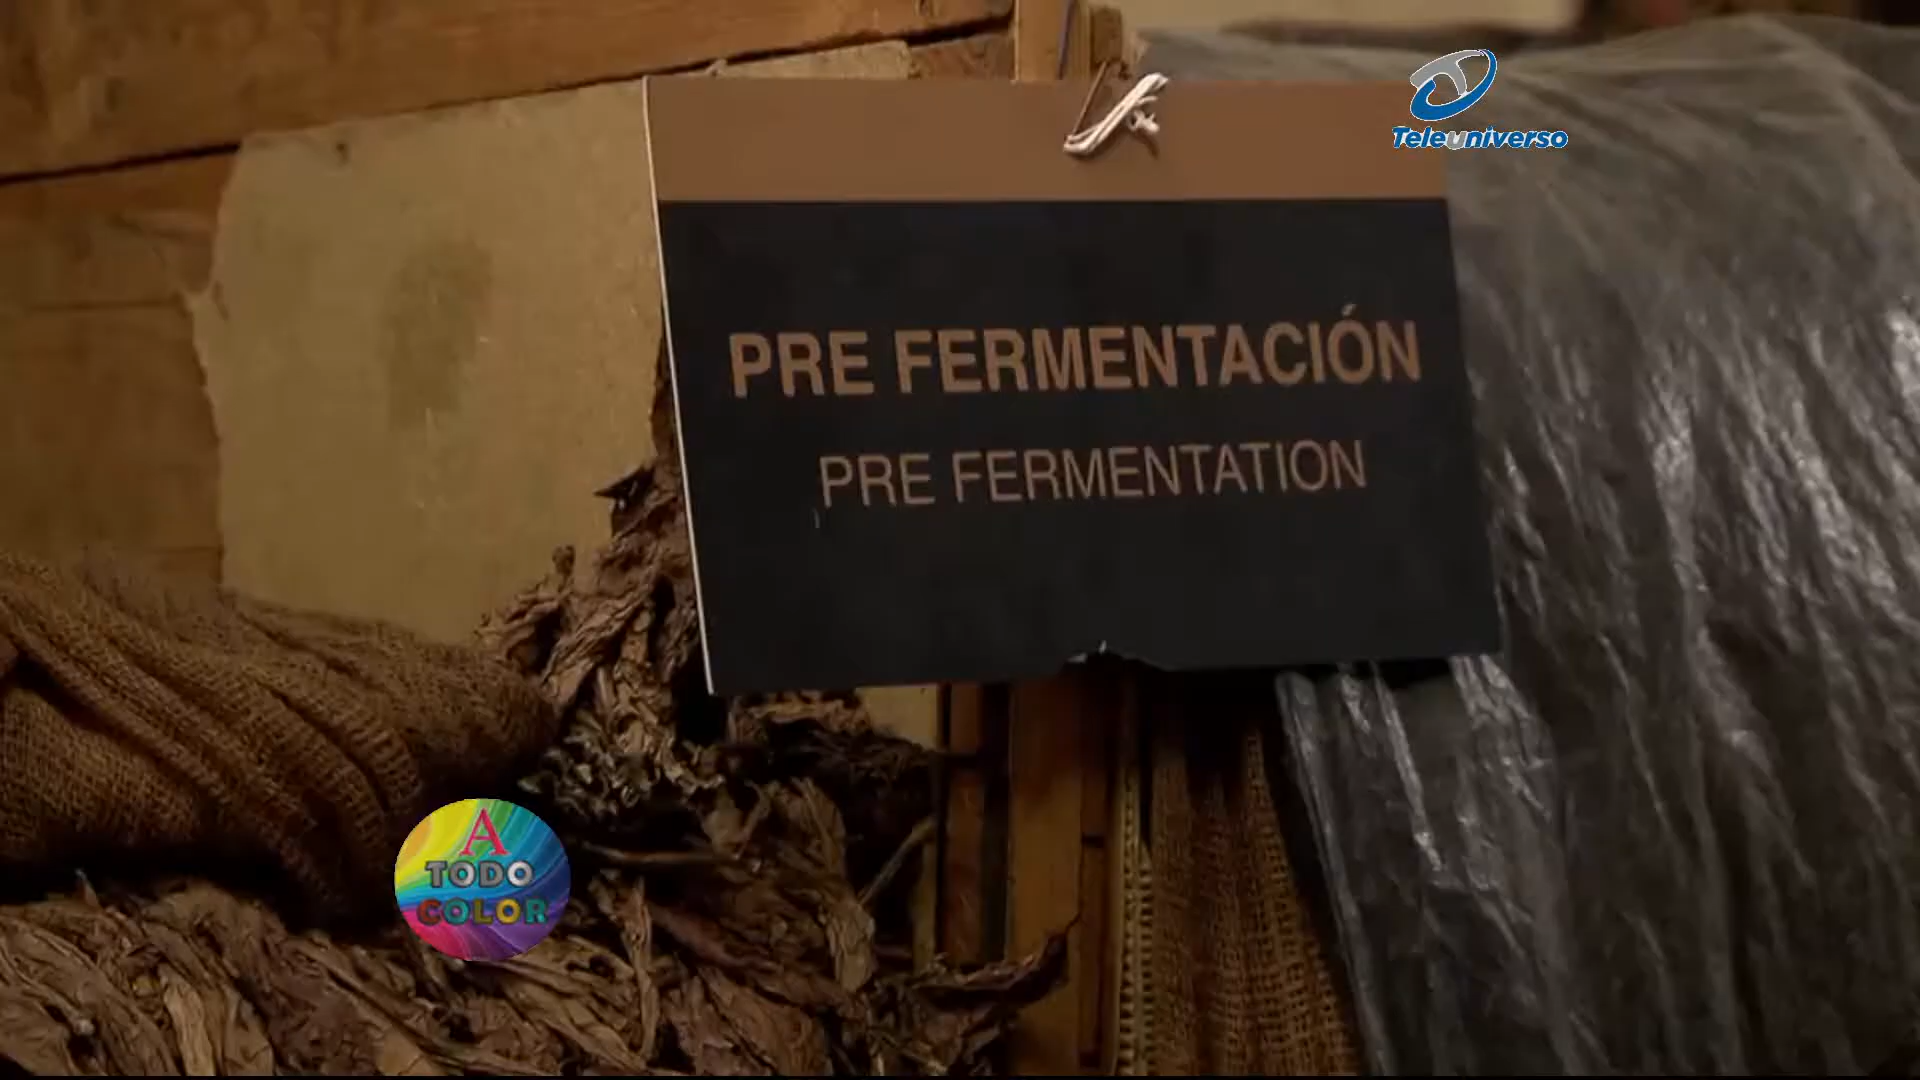 Teleuniverso
PRE FERMENTACIÓN
PRE FERMENTATION
A
TODO
COLOR